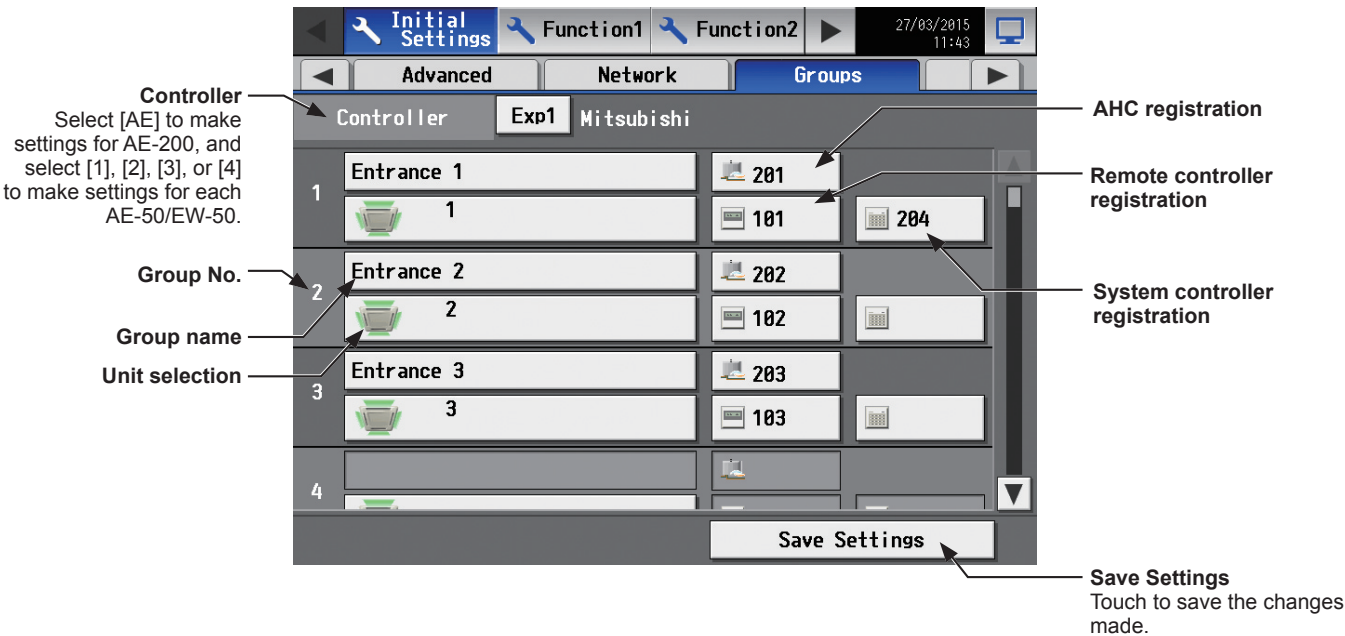 Initial Settings
Function1
Function2
27/03/2015
11:43
Advanced
Network
Groups
Controller
Exp1
Mitsubishi
1
Entrance 1
201
1
101
204
2
Entrance 2
202
2
102
3
Entrance 3
203
3
103
4
Save Settings
Controller
Select [AE] to make
settings for AE-200, and
select [1], [2], [3], or [4]
to make settings for each
AE-50/EW-50.
Group No.
Group name
Unit selection
AHC registration
Remote controller
registration
System controller
registration
Save Settings
Touch to save the changes
made.